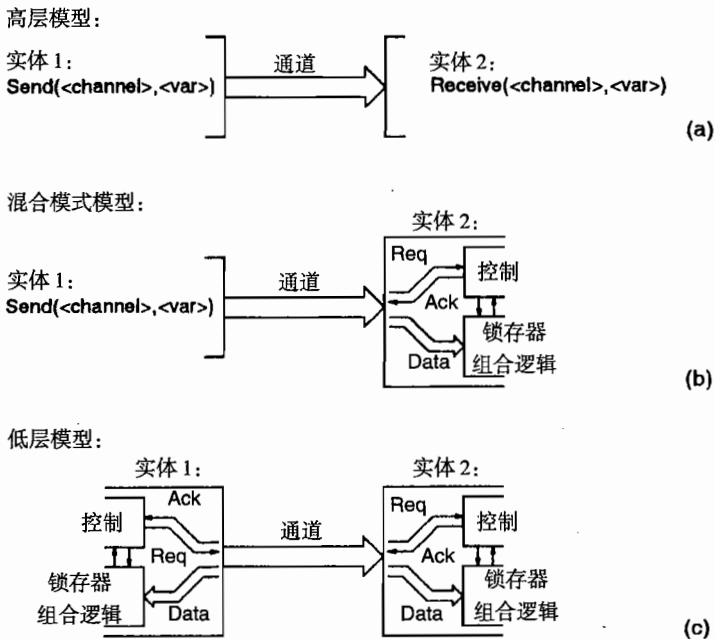 高层模型：
实体 1：
Send(<channel>,<var>)
通道
实体 2：
Receive(<channel>,<var>)
(a)
混合模式模型：
实体 1：
Send(<channel>,<var>)
通道
实体 2：
Req
控制
Ack
锁存器
组合逻辑
Data
(b)
低层模型：
实体 1：
Ack
控制
Req
锁存器
组合逻辑
Data
通道
实体 2：
Req
控制
Ack
锁存器
组合逻辑
Data
(c)